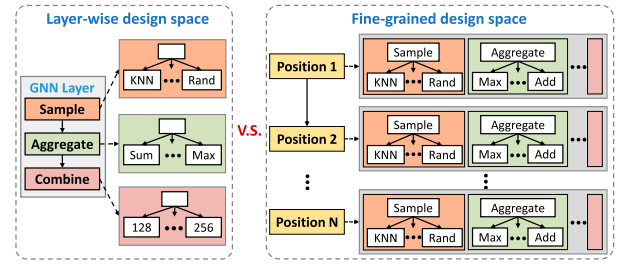 Layer-wise design space
GNN Layer
Sample
Aggregate
Combine
KNN ••• Rand
Sum ••• Max
128 ••• 256
V.S.
Fine-grained design space
Position 1
Sample
KNN ••• Rand
Aggregate
Max ••• Add
•••
Position 2
Sample
KNN ••• Rand
Aggregate
Max ••• Add
•••
Position N
Sample
KNN ••• Rand
Aggregate
Max ••• Add
•••